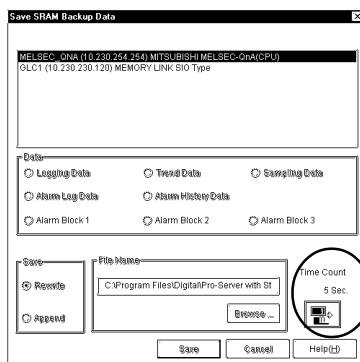 Save SRAM Backup Data
MELSEC_QNA (10.230.254.254) MITSUBISHI MELSEC-QnA(CPU)
GLC1 (10.230.230.120) MEMORY LINK SIO Type
Data
Logging Data
Trend Data
Sampling Data
Alarm Log Data
Alarm History Data
Alarm Block 1
Alarm Block 2
Alarm Block 3
Save
Rewrite
Append
File Name
C:\Program Files\Digital\Pro-Server with St
Browse ...
Time Count
5 Sec.
Save
Cancel
Help(H)